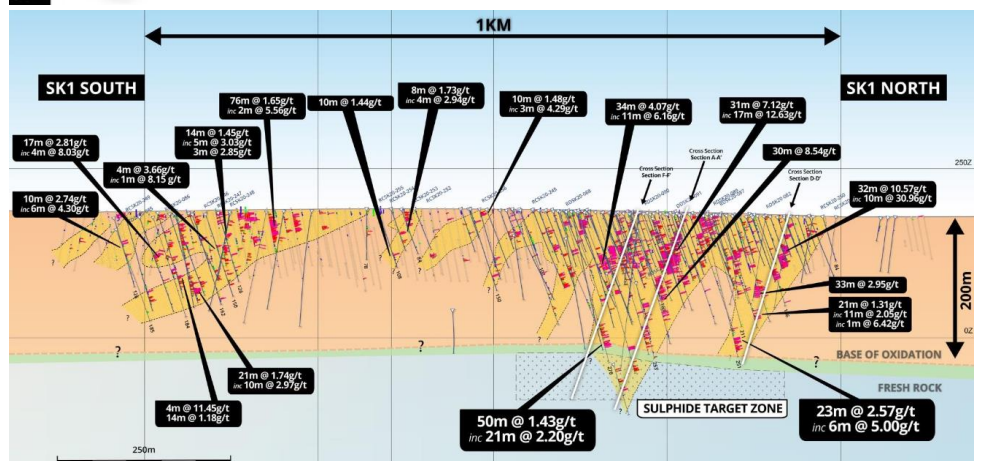 1KM
SK1 SOUTH
SK1 NORTH
76m @ 1.65g/t
inc 2m @ 5.56g/t
10m @ 1.44g/t
8m @ 1.73g/t
inc 4m @ 2.94g/t
10m @ 1.48g/t
inc 3m @ 4.29g/t
34m @ 4.07g/t
inc 11m @ 6.16g/t
31m @ 7.12g/t
inc 17m @ 12.63g/t
17m @ 2.81g/t
inc 4m @ 8.03g/t
14m @ 1.45g/t
inc 5m @ 3.03g/t
3m @ 2.85g/t
30m @ 8.54g/t
4m @ 3.66g/t
inc 1m @ 8.15 g/t
Cross Section
Section F-F'
Cross Section
Section A-A'
Cross Section
Section D-D'
250Z
10m @ 2.74g/t
inc 6m @ 4.30g/t
32m @ 10.57g/t
inc 10m @ 30.96g/t
33m @ 2.95g/t
21m @ 1.31g/t
inc 11m @ 2.05g/t
inc 1m @ 6.42g/t
200m
0Z
?
?
?
BASE OF OXIDATION
FRESH ROCK
21m @ 1.74g/t
inc 10m @ 2.97g/t
4m @ 11.45g/t
14m @ 1.18g/t
SULPHIDE TARGET ZONE
50m @ 1.43g/t
inc 21m @ 2.20g/t
23m @ 2.57g/t
inc 6m @ 5.00g/t
250m